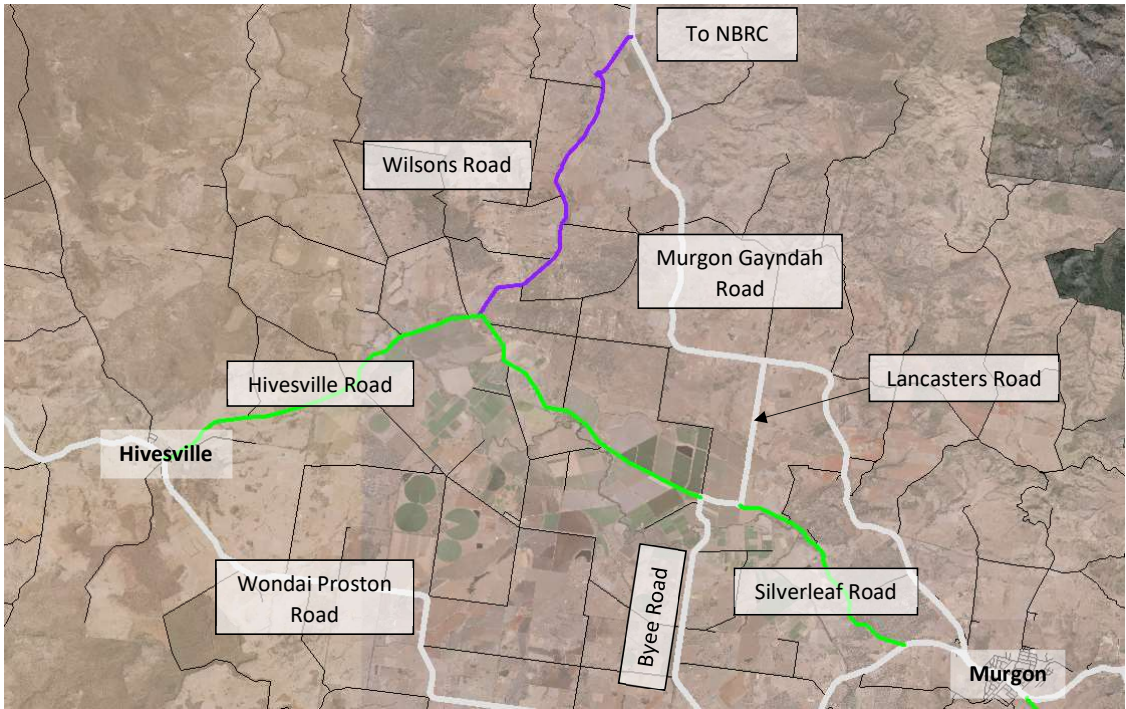 To NBRC
Wilsons Road
Murgon Gayndah
Road
Lancasters Road
Hivesville Road
Hivesville
Wondai Proston
Road
Byee Road
Silverleaf Road
Murgon